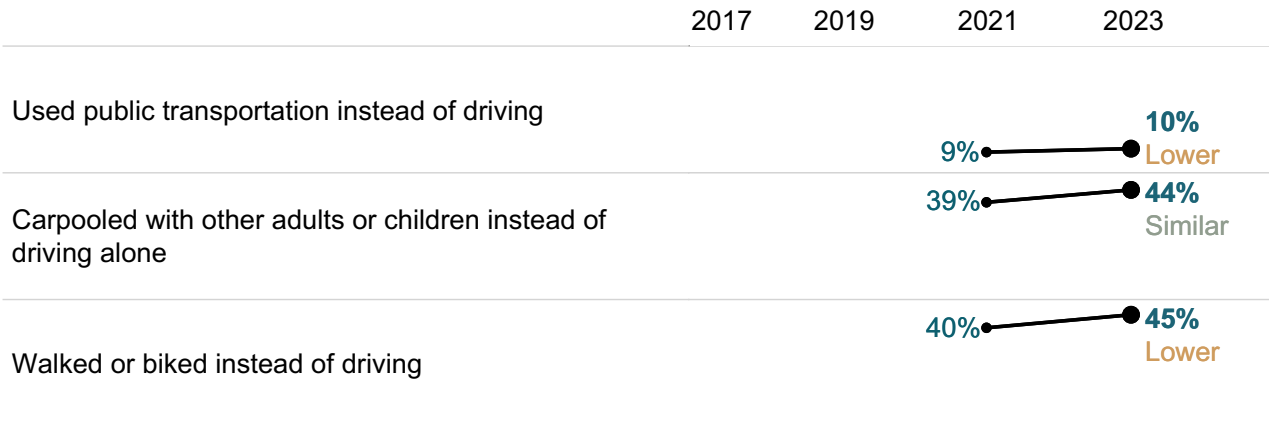 2017 2019 2021 2023
Used public transportation instead of driving
10%
9%
Lower
39%
44%
Carpooled with other adults or children instead of
Similar
driving alone
40%
45%
Lower
Walked or biked instead of driving